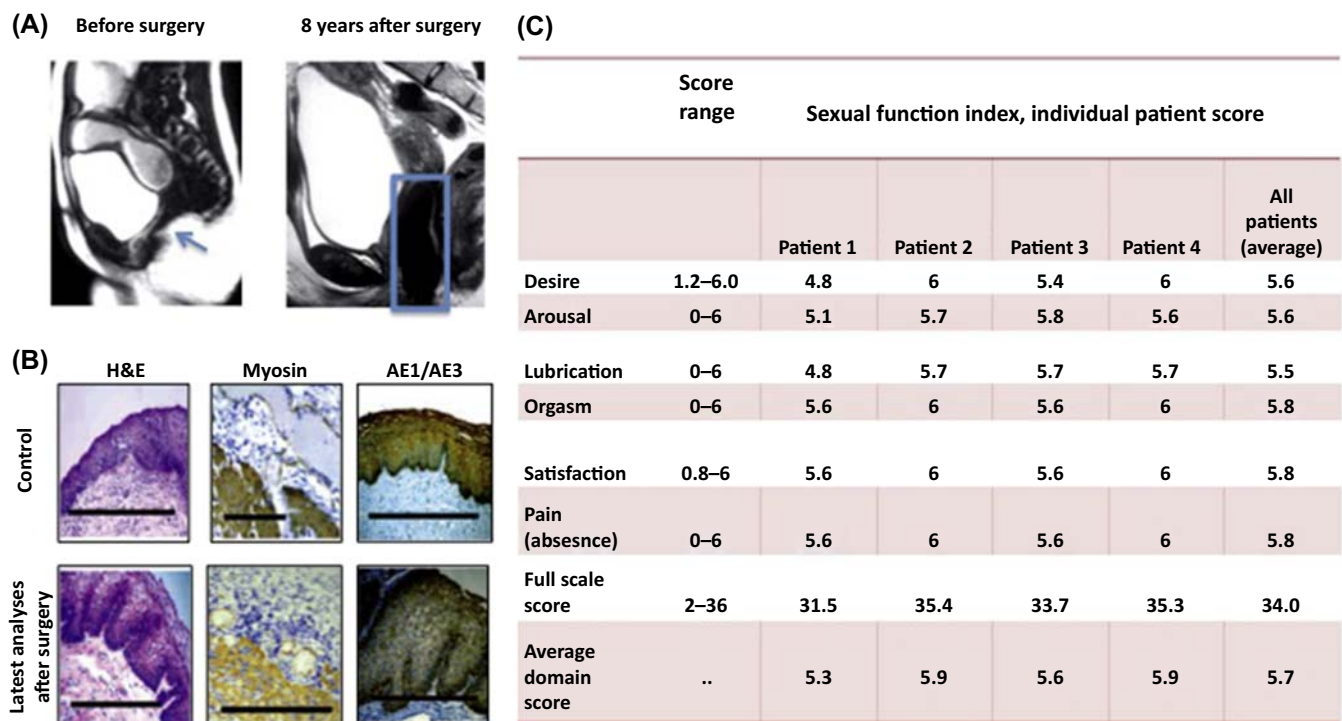 (A)
Before surgery
8 years after surgery
(B)
H&E Myosin AE1/AE3
Control
Latest analyses
after surgery
(C)
Score
range
Sexual function index, individual patient score
Patient 1 Patient 2 Patient 3 Patient 4 All
patients
(average)
Desire 1.2–6.0 4.8 6 5.4 6 5.6
Arousal 0–6 5.1 5.7 5.8 5.6 5.6
Lubrication 0–6 4.8 5.7 5.7 5.7 5.5
Orgasm 0–6 5.6 6 5.6 6 5.8
Satisfaction 0.8–6 5.6 6 5.6 6 5.8
Pain
(absesnce) 0–6 5.6 6 5.6 6 5.8
Full scale
score 2–36 31.5 35.4 33.7 35.3 34.0
Average
domain
score .. 5.3 5.9 5.6 5.9 5.7